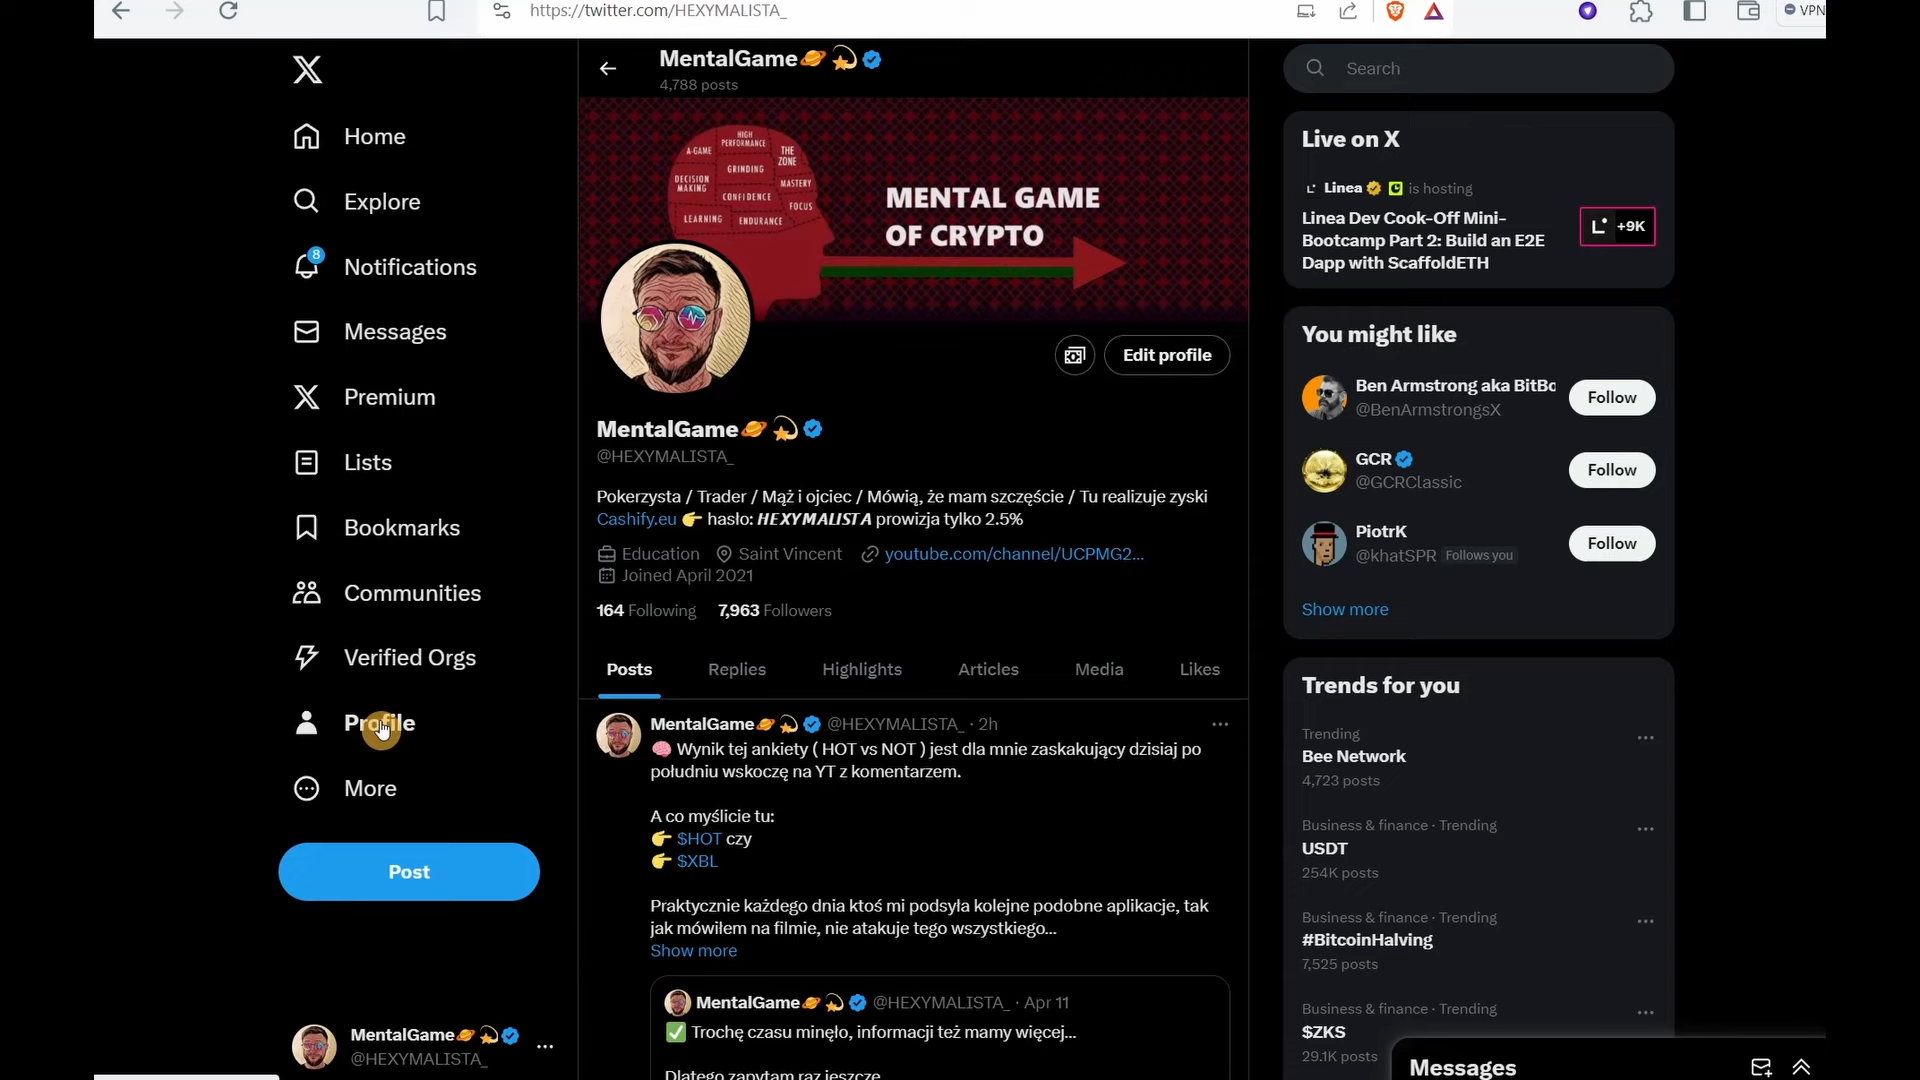 https://twitter.com/HEXYMALISTA_
VPN
MentalGame🪐💫
4,788 posts
Home
Explore
8
Notifications
Messages
Premium
Lists
Bookmarks
Communities
Verified Orgs
Profile
More
Post
MentalGame🪐💫
@HEXYMALISTA_
HIGH
PERFORMANCE
A-GAME
THE
ZONE
GRINDING
DECISION
MAKING
MASTERY
CONFIDENCE
FOCUS
LEARNING
ENDURANCE
MENTAL GAME
OF CRYPTO
Edit profile
MentalGame🪐💫
@HEXYMALISTA_
Pokerzysta / Trader / Mąż i ojciec / Mówią, że mam szczęście / Tu realizuje zyski
Cashify.eu 👉 hasło: HEXYMALISTA prowizja tylko 2.5%
Education Saint Vincent youtube.com/channel/UCPMG2...
Joined April 2021
164 Following 7,963 Followers
Posts Replies Highlights Articles Media Likes
MentalGame🪐💫 @HEXYMALISTA_ · 2h
🧠 Wynik tej ankiety ( HOT vs NOT ) jest dla mnie zaskakujący dzisiaj po
południu wskoczę na YT z komentarzem.
A co myślicie tu:
👉 $HOT czy
👉 $XBL
Praktycznie każdego dnia ktoś mi podsyła kolejne podobne aplikacje, tak
jak mówiłem na filmie, nie atakuje tego wszystkiego...
Show more
MentalGame🪐💫 @HEXYMALISTA_ · Apr 11
✅ Trochę czasu minęło, informacji też mamy więcej...
Dlatego zapytam raz jeszcze
Search
Live on X
Linea is hosting
Linea Dev Cook-Off Mini-
Bootcamp Part 2: Build an E2E
Dapp with ScaffoldETH
+9K
You might like
Ben Armstrong aka BitBo
@BenArmstrongsX
Follow
GCR
@GCRClassic
Follow
PiotrK
@khatSPR Follows you
Follow
Show more
Trends for you
Trending
Bee Network
4,723 posts
Business & finance · Trending
USDT
254K posts
Business & finance · Trending
#BitcoinHalving
7,525 posts
Business & finance · Trending
$ZKS
29.1K posts
Messages